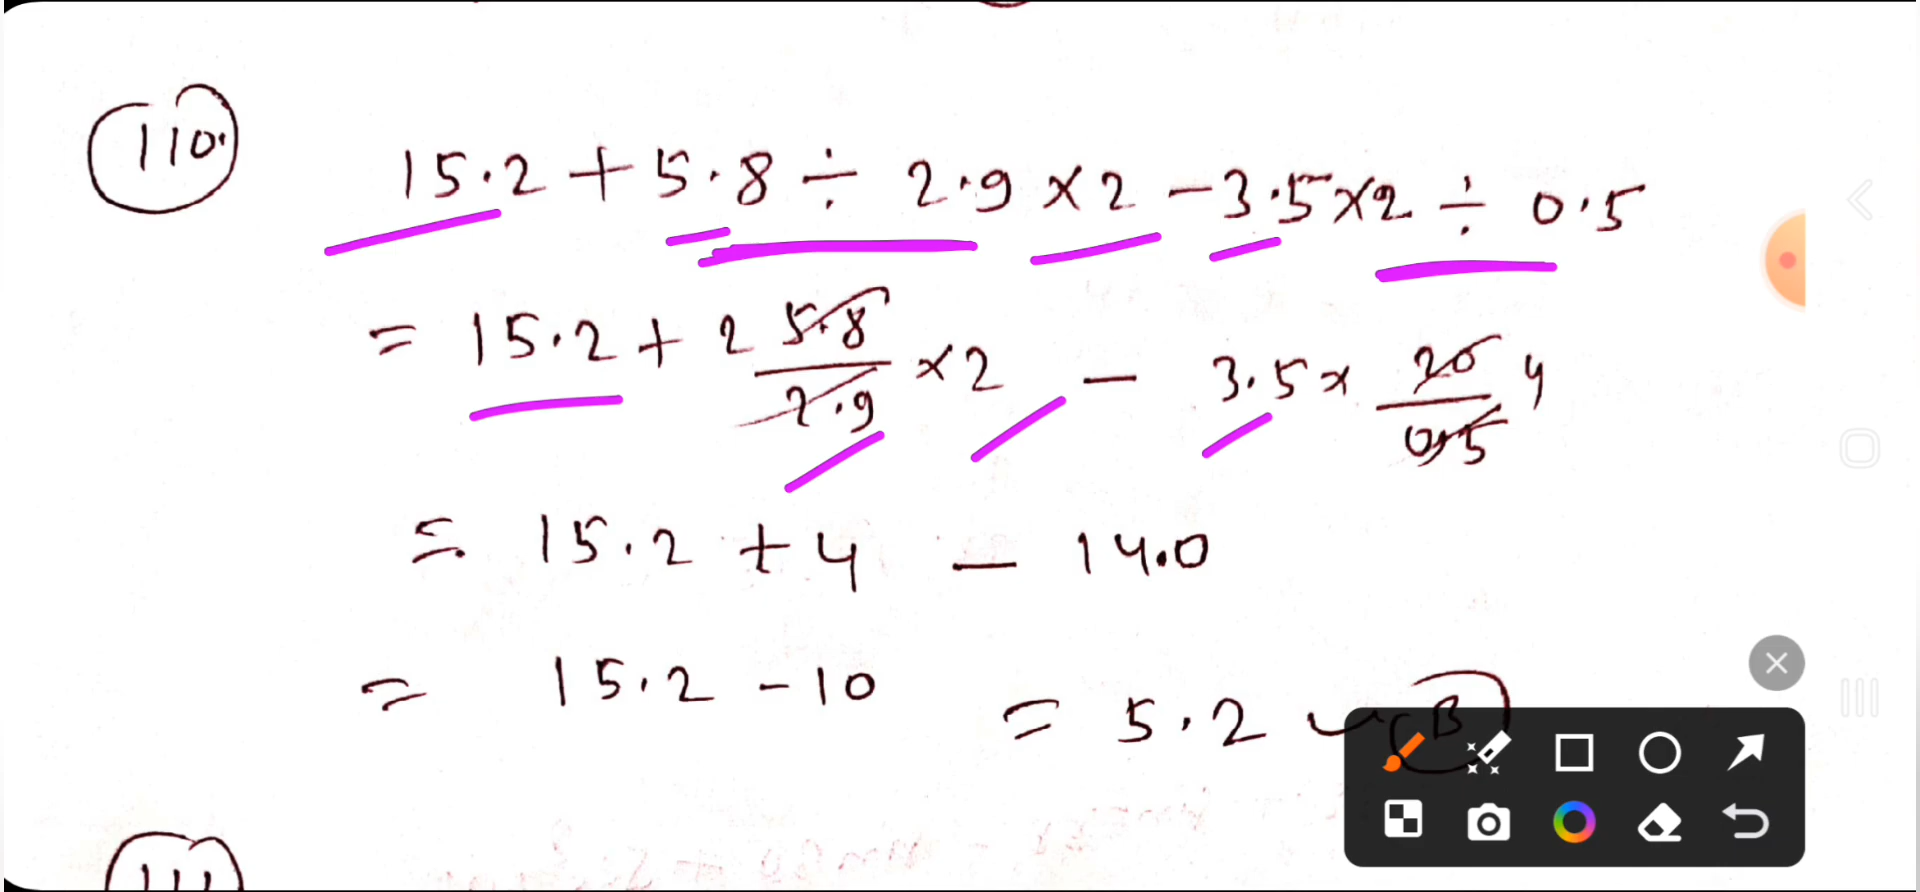 110.
15.2 + 5.8 ÷ 2.9 × 2 - 3.5 × 2 ÷ 0.5
= 15.2 + 2 5.8/2.9 × 2 - 3.5 × 20/0.5 4
= 15.2 + 4 - 14.0
= 15.2 - 10 = 5.2 B
111